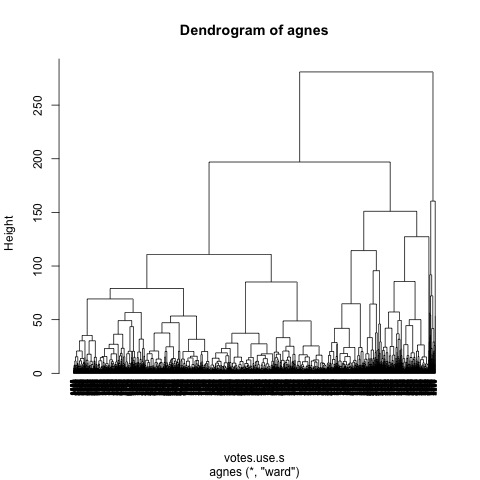 Dendrogram of agnes
Height
250
200
150
100
50
0
votes.use.s
agnes (*, "ward")